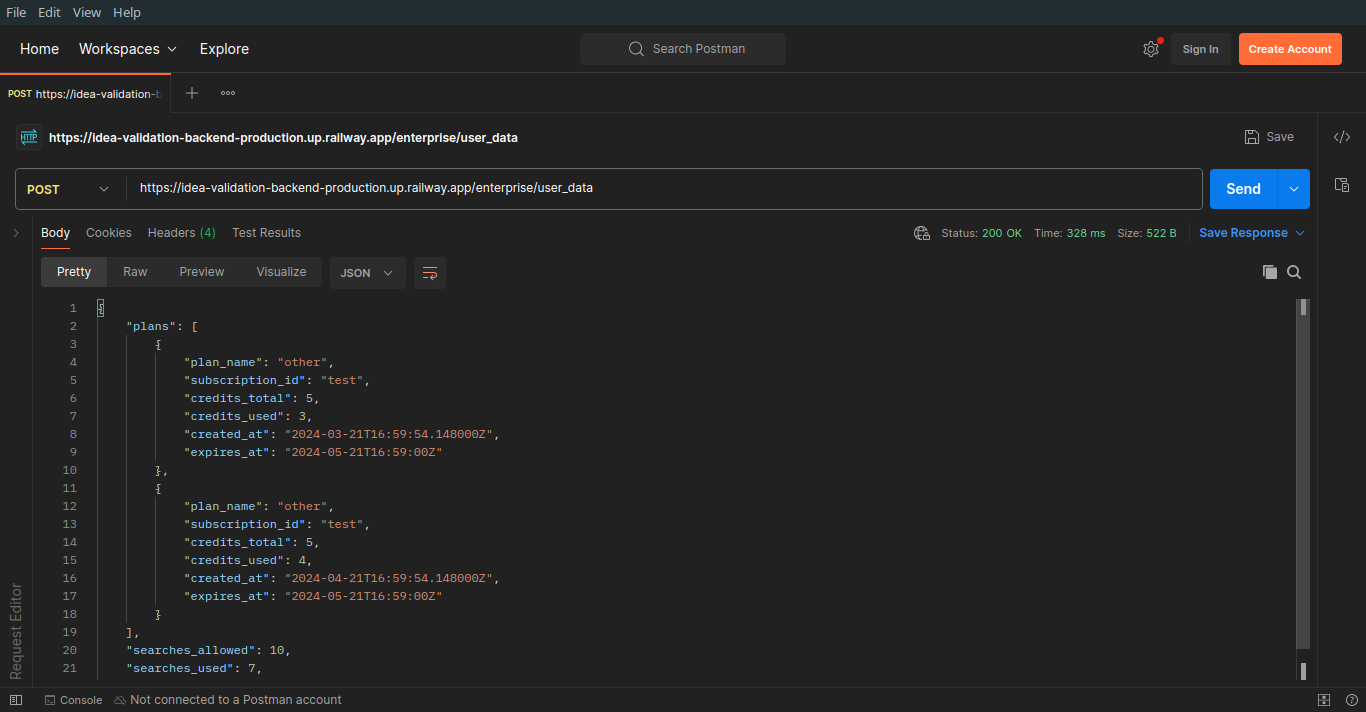 File Edit View Help
Home Workspaces Explore Search Postman Sign In Create Account
POST https://idea-validation-b
HTTP https://idea-validation-backend-production.up.railway.app/enterprise/user_data Save
POST https://idea-validation-backend-production.up.railway.app/enterprise/user_data Send
Body Cookies Headers (4) Test Results Status: 200 OK Time: 328 ms Size: 522 B Save Response
Pretty Raw Preview Visualize JSON
1 {
2 "plans": [
3 {
4 "plan_name": "other",
5 "subscription_id": "test",
6 "credits_total": 5,
7 "credits_used": 3,
8 "created_at": "2024-03-21T16:59:54.148000Z",
9 "expires_at": "2024-05-21T16:59:00Z"
10 },
11 {
12 "plan_name": "other",
13 "subscription_id": "test",
14 "credits_total": 5,
15 "credits_used": 4,
16 "created_at": "2024-04-21T16:59:54.148000Z",
17 "expires_at": "2024-05-21T16:59:00Z"
18 }
19 ],
20 "searches_allowed": 10,
21 "searches_used": 7,
Request Editor
Console Not connected to a Postman account